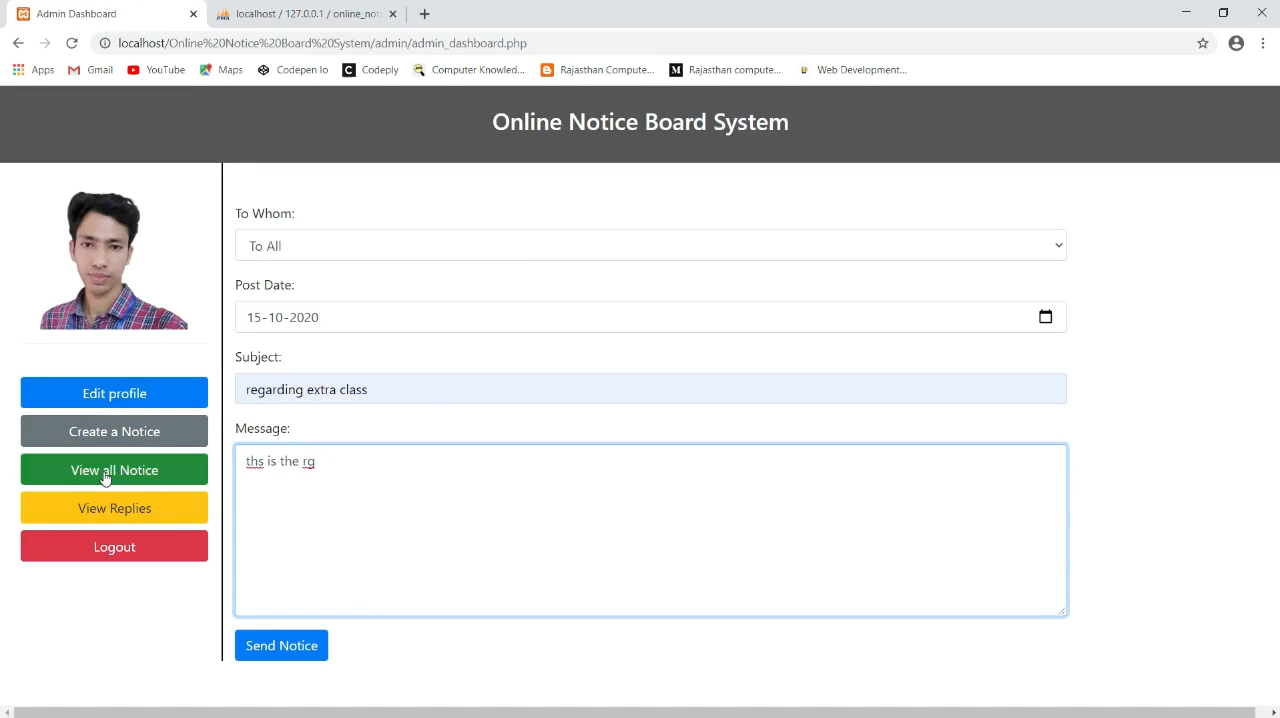 Admin Dashboard
localhost / 127.0.0.1 / online_not
localhost/Online%20Notice%20Board%20System/admin/admin_dashboard.php
Apps
Gmail
YouTube
Maps
Codepen Io
Codeply
Computer Knowled...
Rajasthan Compute...
Rajasthan compute...
Web Development...
Online Notice Board System
Edit profile
Create a Notice
View all Notice
View Replies
Logout
To Whom:
To All
Post Date:
15-10-2020
Subject:
regarding extra class
Message:
ths is the rg
Send Notice